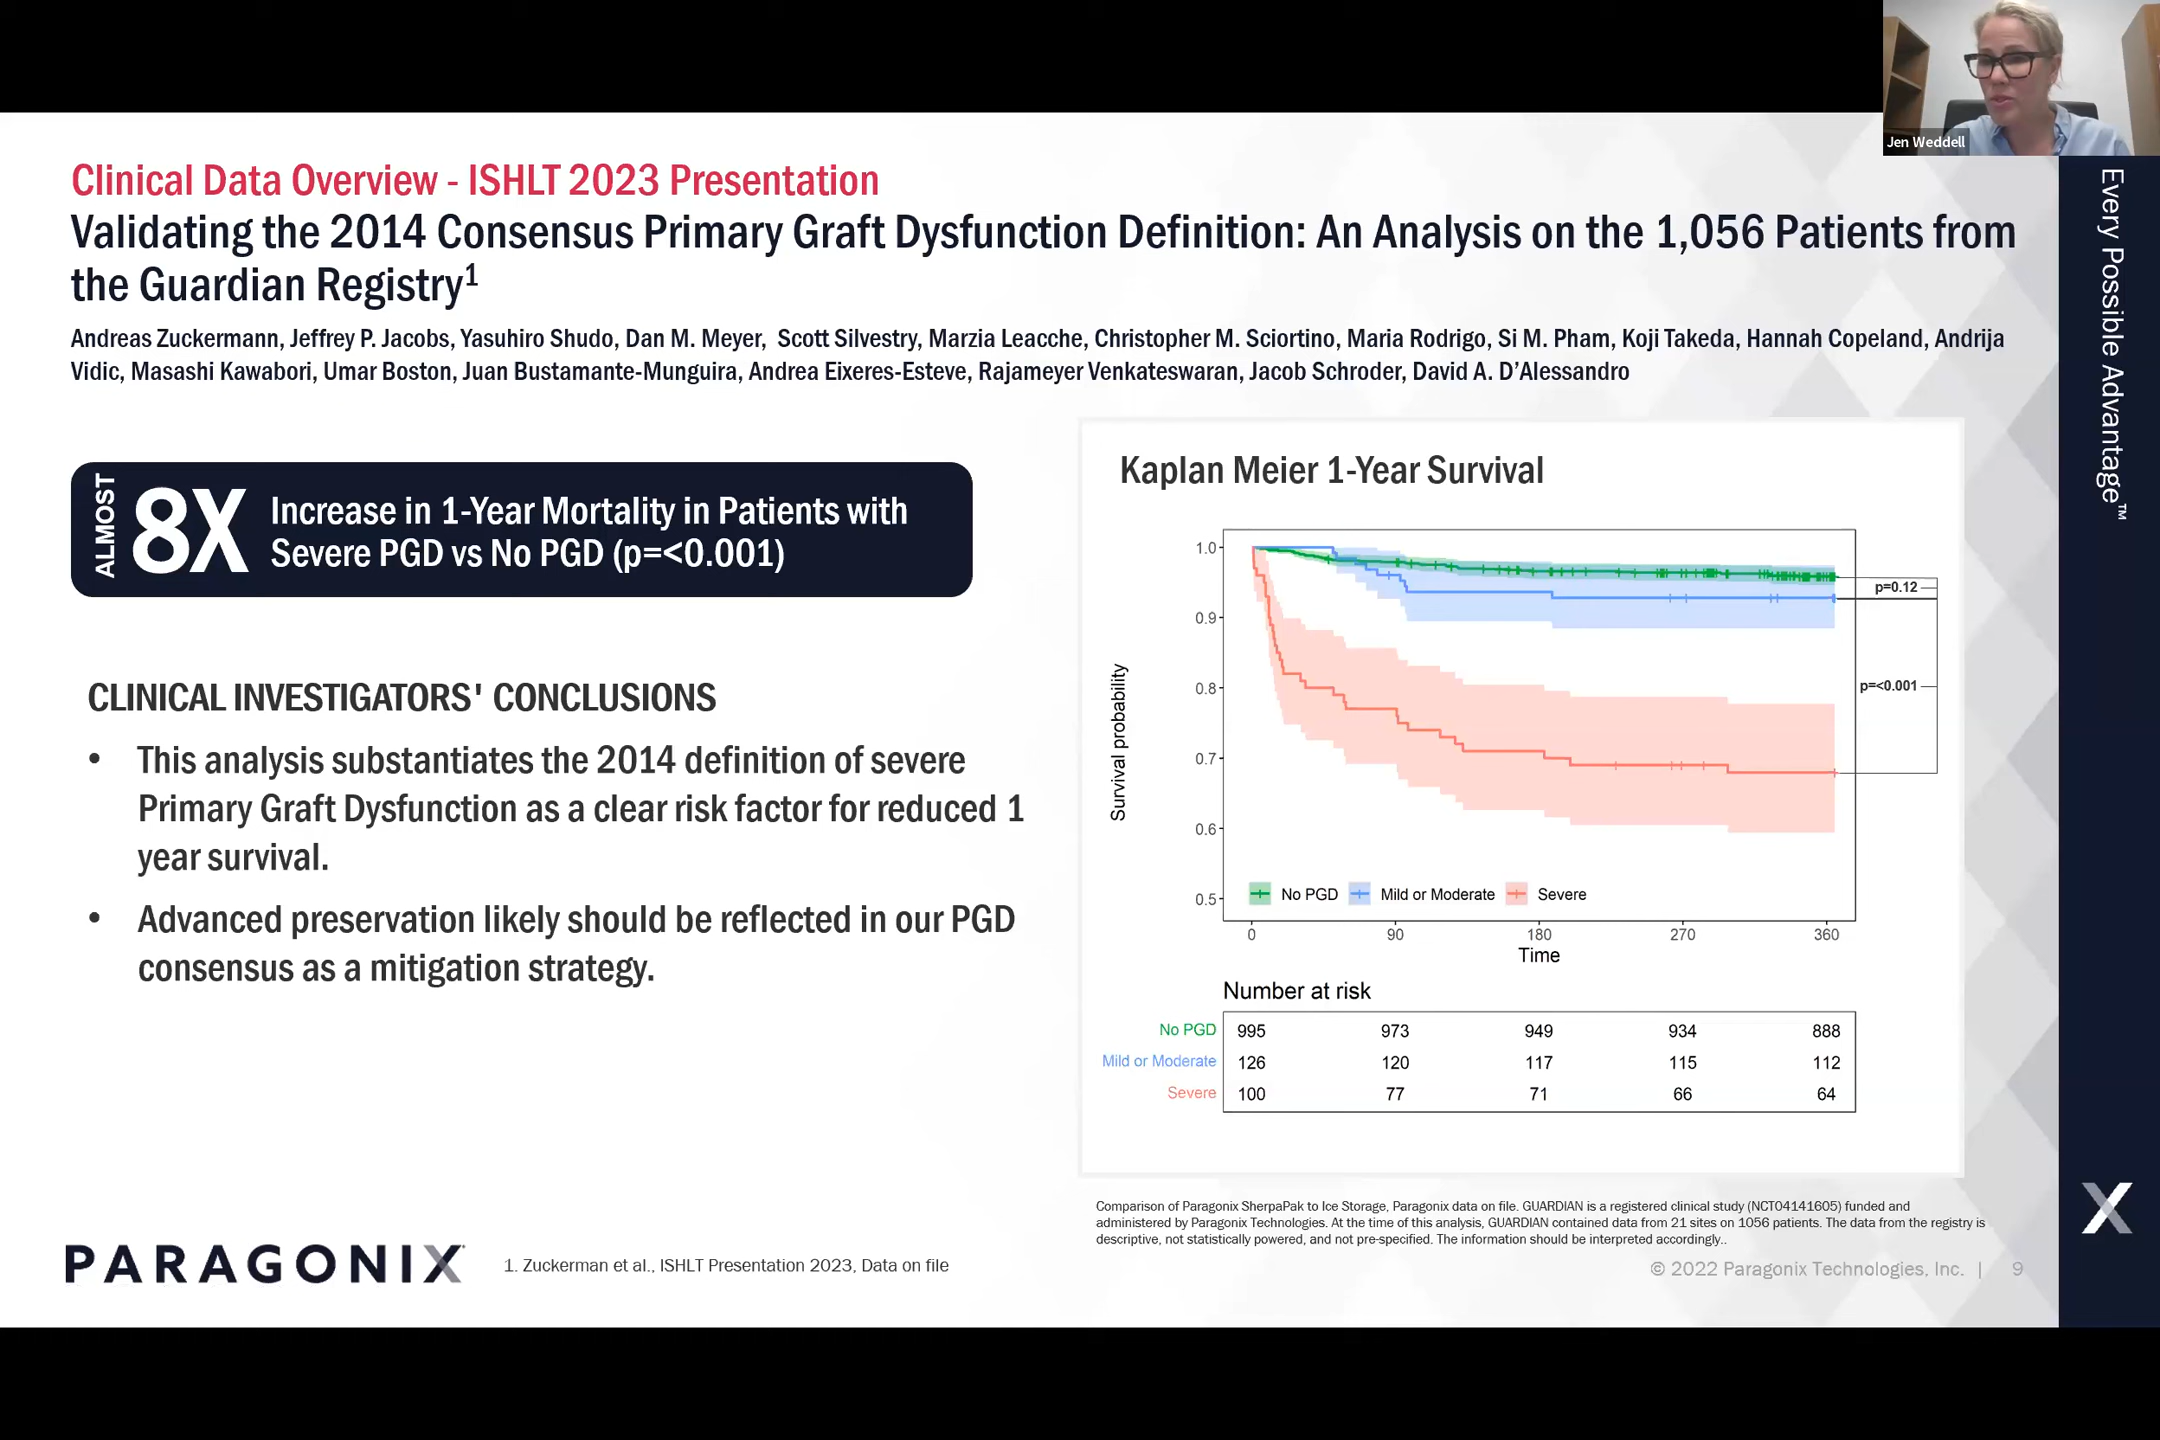 Jen Weddell
Clinical Data Overview - ISHLT 2023 Presentation
Validating the 2014 Consensus Primary Graft Dysfunction Definition: An Analysis on the 1,056 Patients from
the Guardian Registry1
Andreas Zuckermann, Jeffrey P. Jacobs, Yasuhiro Shudo, Dan M. Meyer, Scott Silvestry, Marzia Leacche, Christopher M. Sciortino, Maria Rodrigo, Si M. Pham, Koji Takeda, Hannah Copeland, Andrija
Vidic, Masashi Kawabori, Umar Boston, Juan Bustamante-Munguira, Andrea Eixeres-Esteve, Rajameyer Venkateswaran, Jacob Schroder, David A. D'Alessandro
ALMOST
8X
Increase in 1-Year Mortality in Patients with
Severe PGD vs No PGD (p=<0.001)
CLINICAL INVESTIGATORS' CONCLUSIONS
• This analysis substantiates the 2014 definition of severe
Primary Graft Dysfunction as a clear risk factor for reduced 1
year survival.
• Advanced preservation likely should be reflected in our PGD
consensus as a mitigation strategy.
Kaplan Meier 1-Year Survival
Survival probability
1.0
0.9
0.8
0.7
0.6
0.5
p=0.12
p=<0.001
No PGD Mild or Moderate Severe
0 90 180 270 360
Time
Number at risk
No PGD 995 973 949 934 888
Mild or Moderate 126 120 117 115 112
Severe 100 77 71 66 64
Comparison of Paragonix SherpaPak to Ice Storage, Paragonix data on file. GUARDIAN is a registered clinical study (NCT04141605) funded and
administered by Paragonix Technologies. At the time of this analysis, GUARDIAN contained data from 21 sites on 1056 patients. The data from the registry is
descriptive, not statistically powered, and not pre-specified. The information should be interpreted accordingly..
PARAGONIX
1. Zuckerman et al., ISHLT Presentation 2023, Data on file
© 2022 Paragonix Technologies, Inc. | 9
Every Possible Advantage™
X